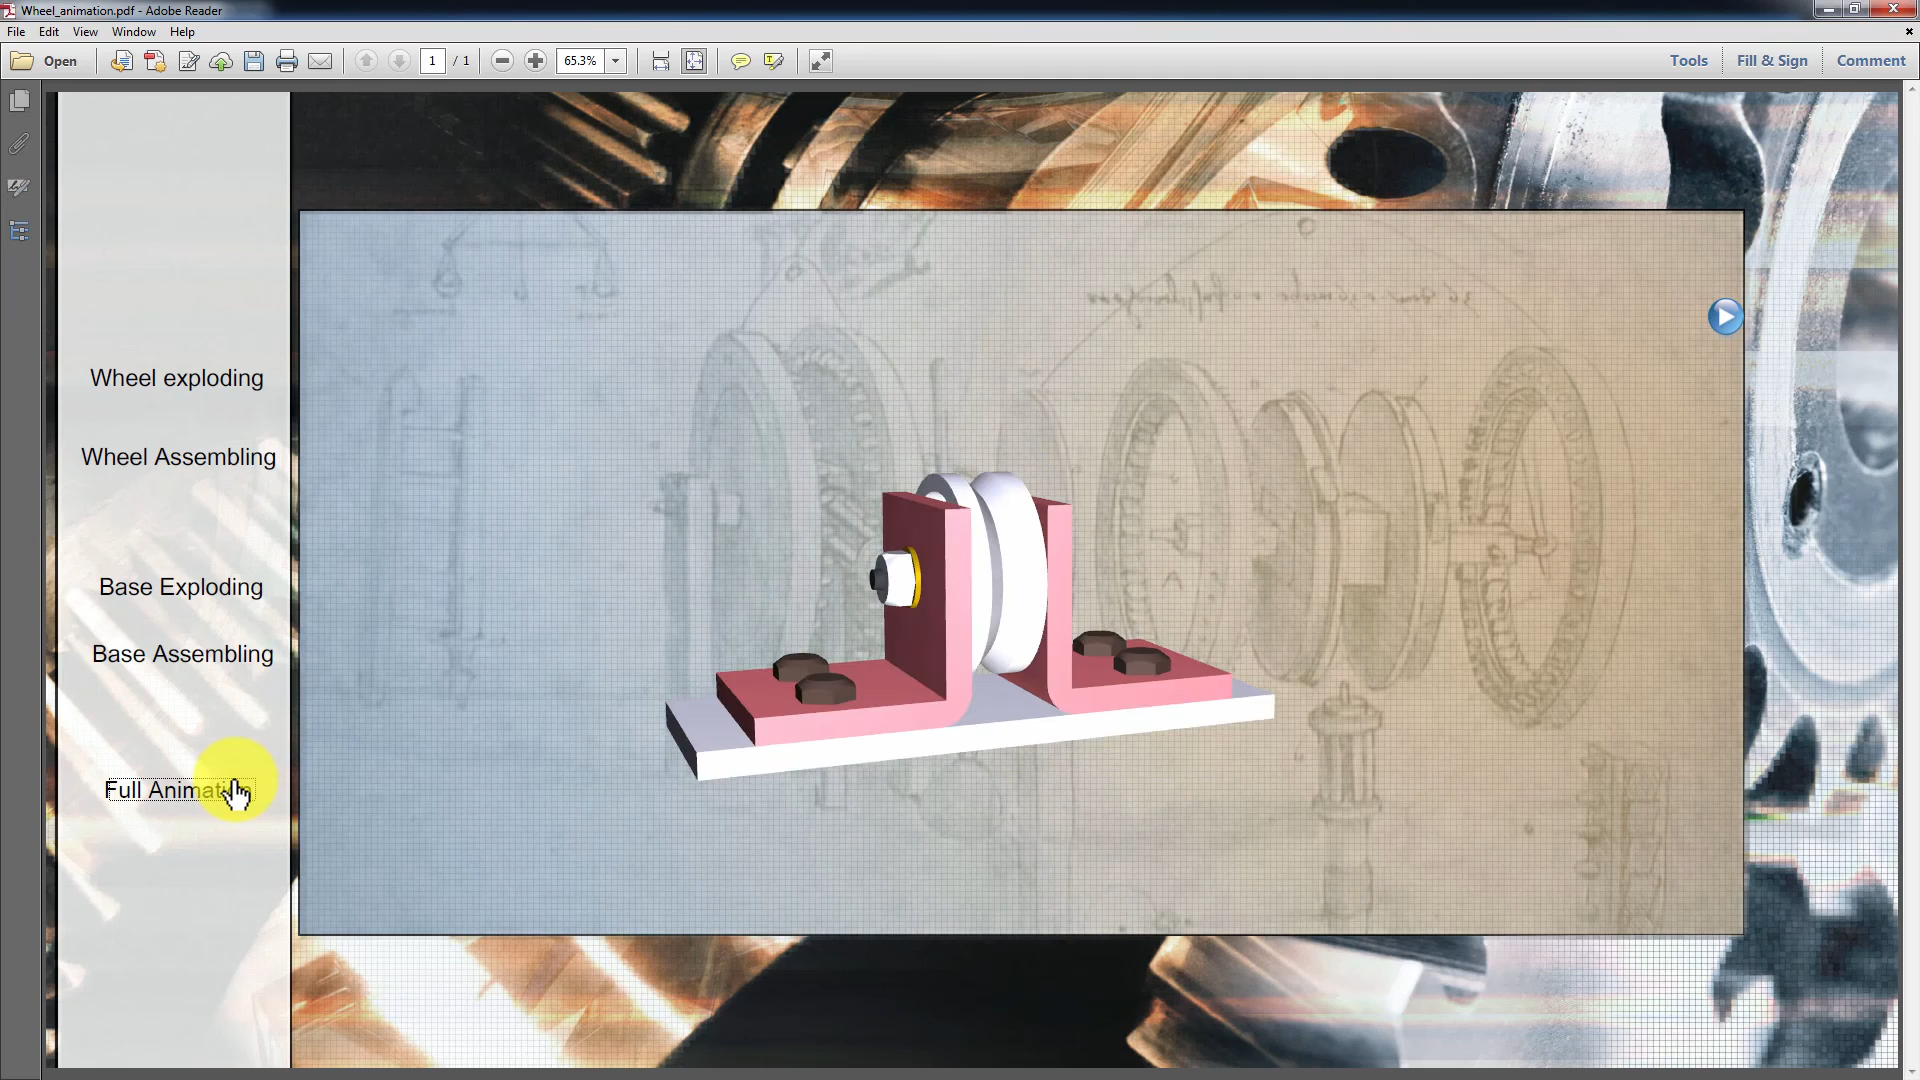 Wheel_animation.pdf - Adobe Reader
File Edit View Window Help
Open 1 / 1 65.3% Tools Fill & Sign Comment
Wheel exploding
Wheel Assembling
Base Exploding
Base Assembling
Full Animation